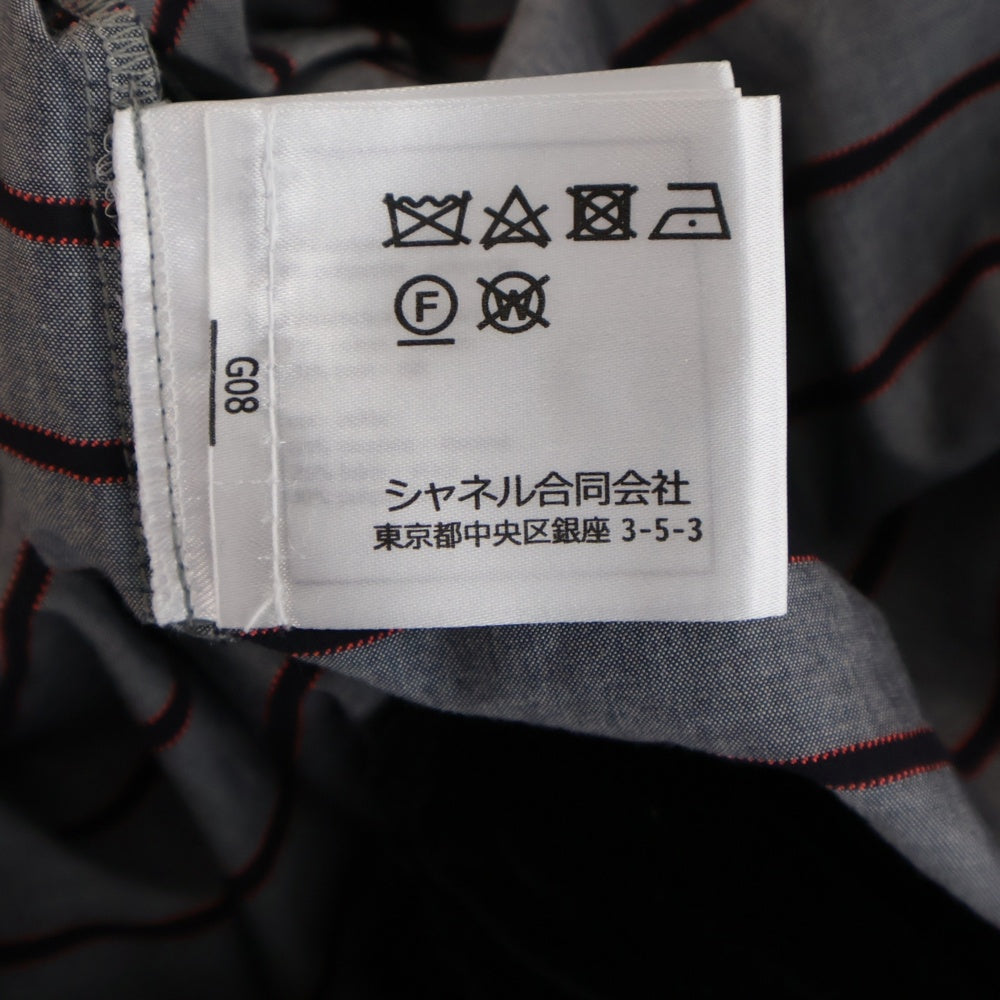 F W
G08
シャネル合同会社
東京都中央区銀座 3-5-3